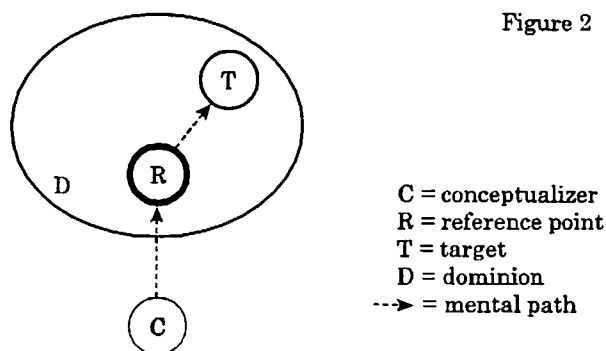 Figure 2
T
R
D
C
C = conceptualizer
R = reference point
T = target
D = dominion
---> = mental path